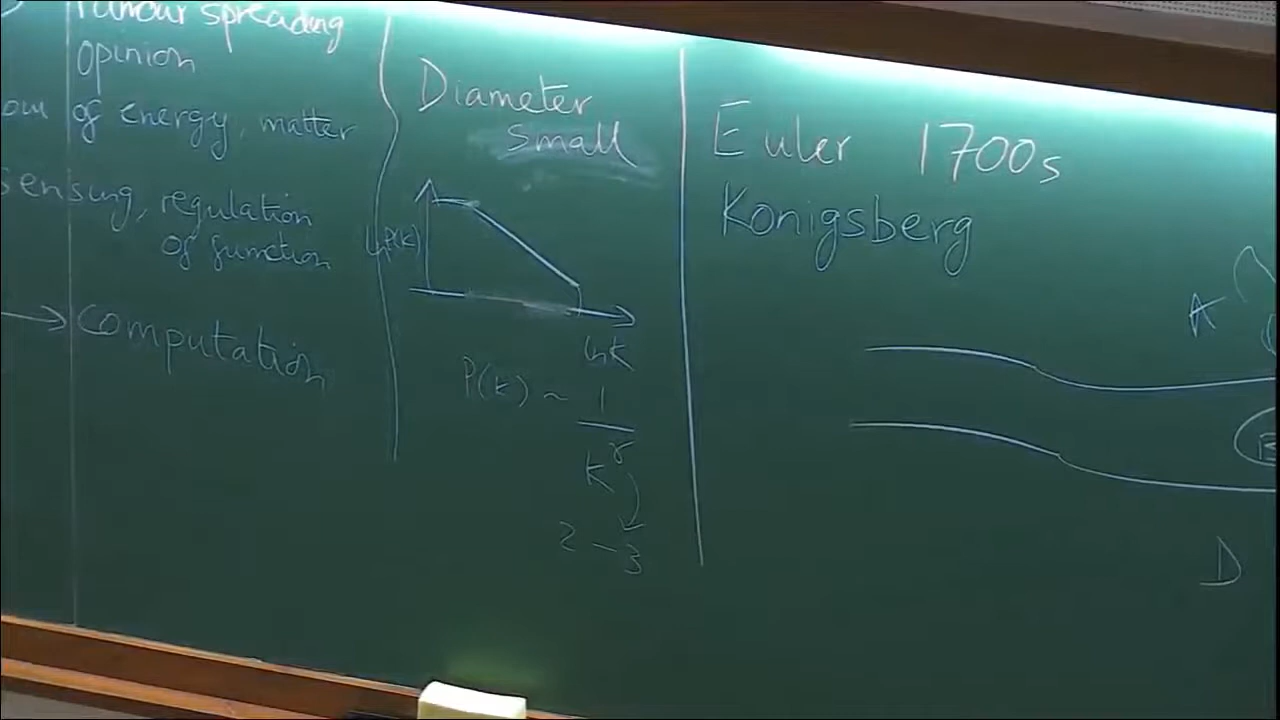 rumour spreading
opinion
of energy, matter
sensing, regulation
of function
→ computation
Diameter
small
ln P(k)
ln k
P(k) ~ 1
k^γ
2 – 3
Euler 1700s
Konigsberg
A
B
D